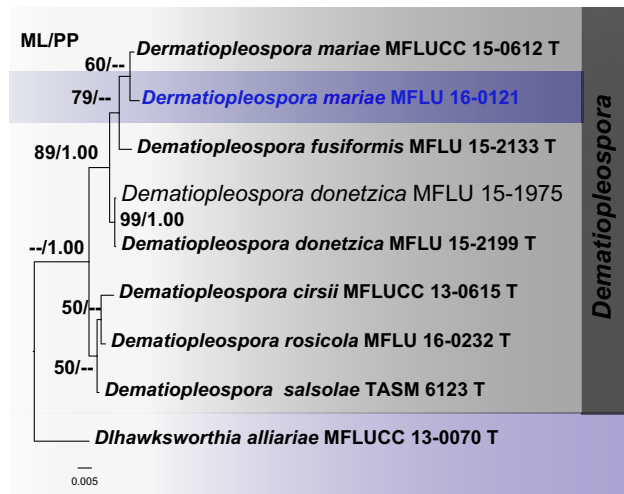 ML/PP
Dermatiopleospora mariae MFLUCC 15-0612 T
60/--
79/--
Dermatiopleospora mariae MFLU 16-0121
Dematiopleospora fusiformis MFLU 15-2133 T
89/1.00
Dematiopleospora donetzica MFLU 15-1975
99/1.00
Dematiopleospora donetzica MFLU 15-2199 T
--/1.00
Dematiopleospora cirsii MFLUCC 13-0615 T
50/--
Dematiopleospora rosicola MFLU 16-0232 T
50/--
Dematiopleospora salsolae TASM 6123 T
Dlhawksworthia alliariae MFLUCC 13-0070 T
0.005
Dematiopleospora